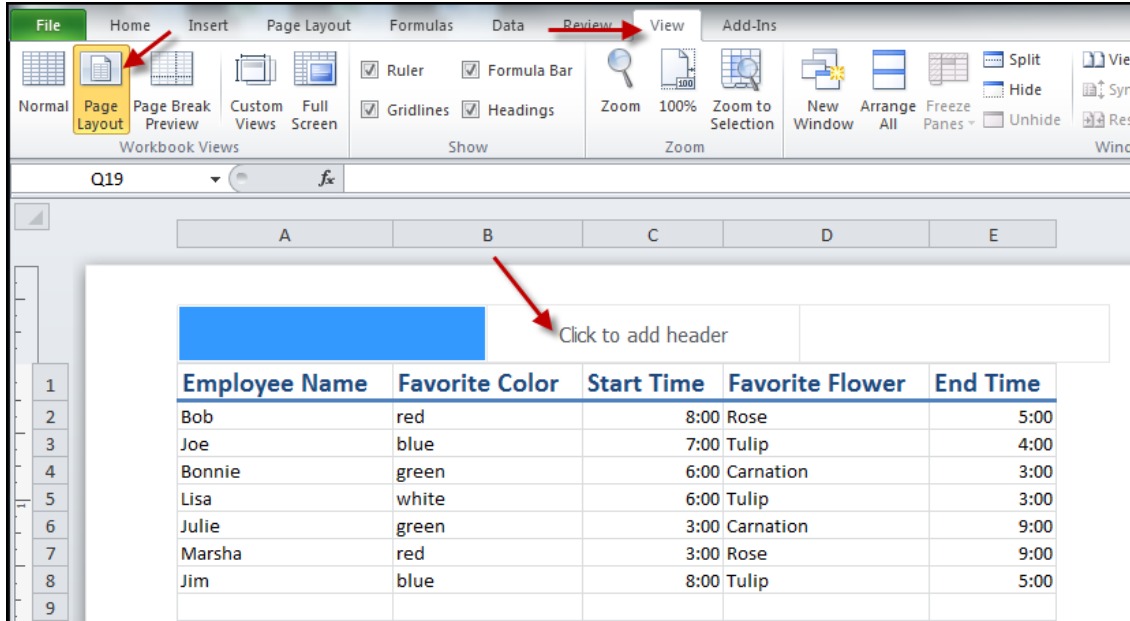 File Home Insert Page Layout Formulas Data Review View Add-Ins
Ruler Formula Bar Split Vie
Normal Page Page Break Custom Full Zoom 100% Zoom to New Arrange Freeze Hide Syn
Layout Preview Views Screen Gridlines Headings Selection Window All Panes Unhide Res
Workbook Views Show Zoom Wind
Q19 fx
A B C D E
Click to add header
1 Employee Name Favorite Color Start Time Favorite Flower End Time
2 Bob red 8:00 Rose 5:00
3 Joe blue 7:00 Tulip 4:00
4 Bonnie green 6:00 Carnation 3:00
5 Lisa white 6:00 Tulip 3:00
6 Julie green 3:00 Carnation 9:00
7 Marsha red 3:00 Rose 9:00
8 Jim blue 8:00 Tulip 5:00
9